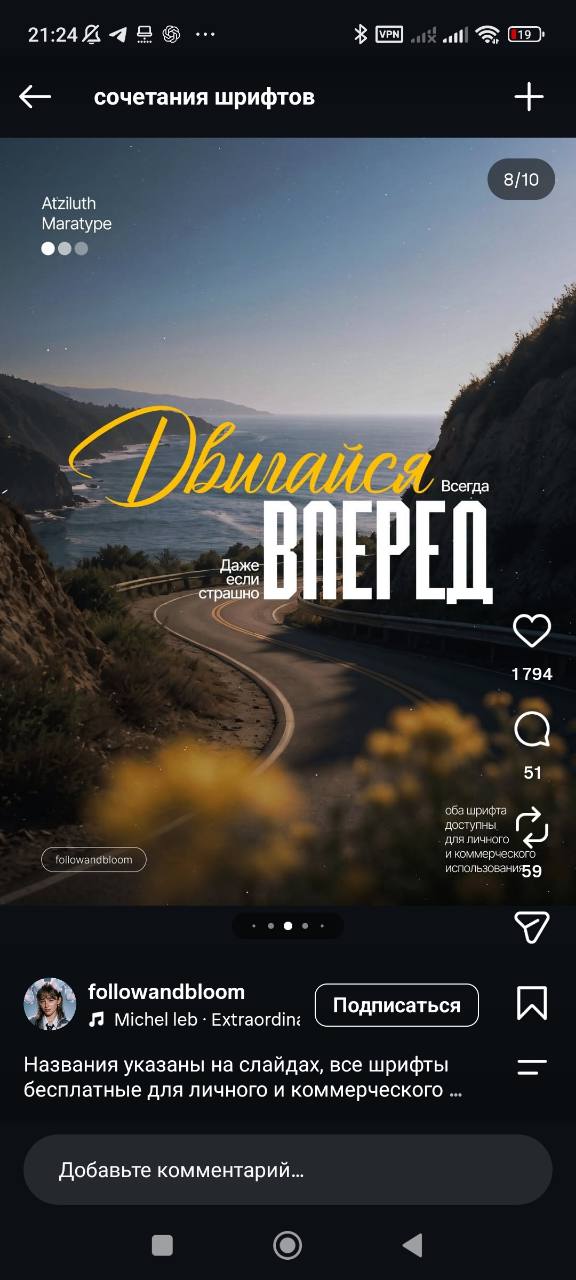 21:24
VPN
19
сочетания шрифтов
8/10
Atziluth
Maratype
Двигайся
Всегда
ВПЕРЕД
Даже
если
страшно
1 794
51
оба шрифта
доступны
для личного
и коммерческого
использования
59
followandbloom
followandbloom
Michel leb · Extraordina
Подписаться
Названия указаны на слайдах, все шрифты
бесплатные для личного и коммерческого ...
Добавьте комментарий...